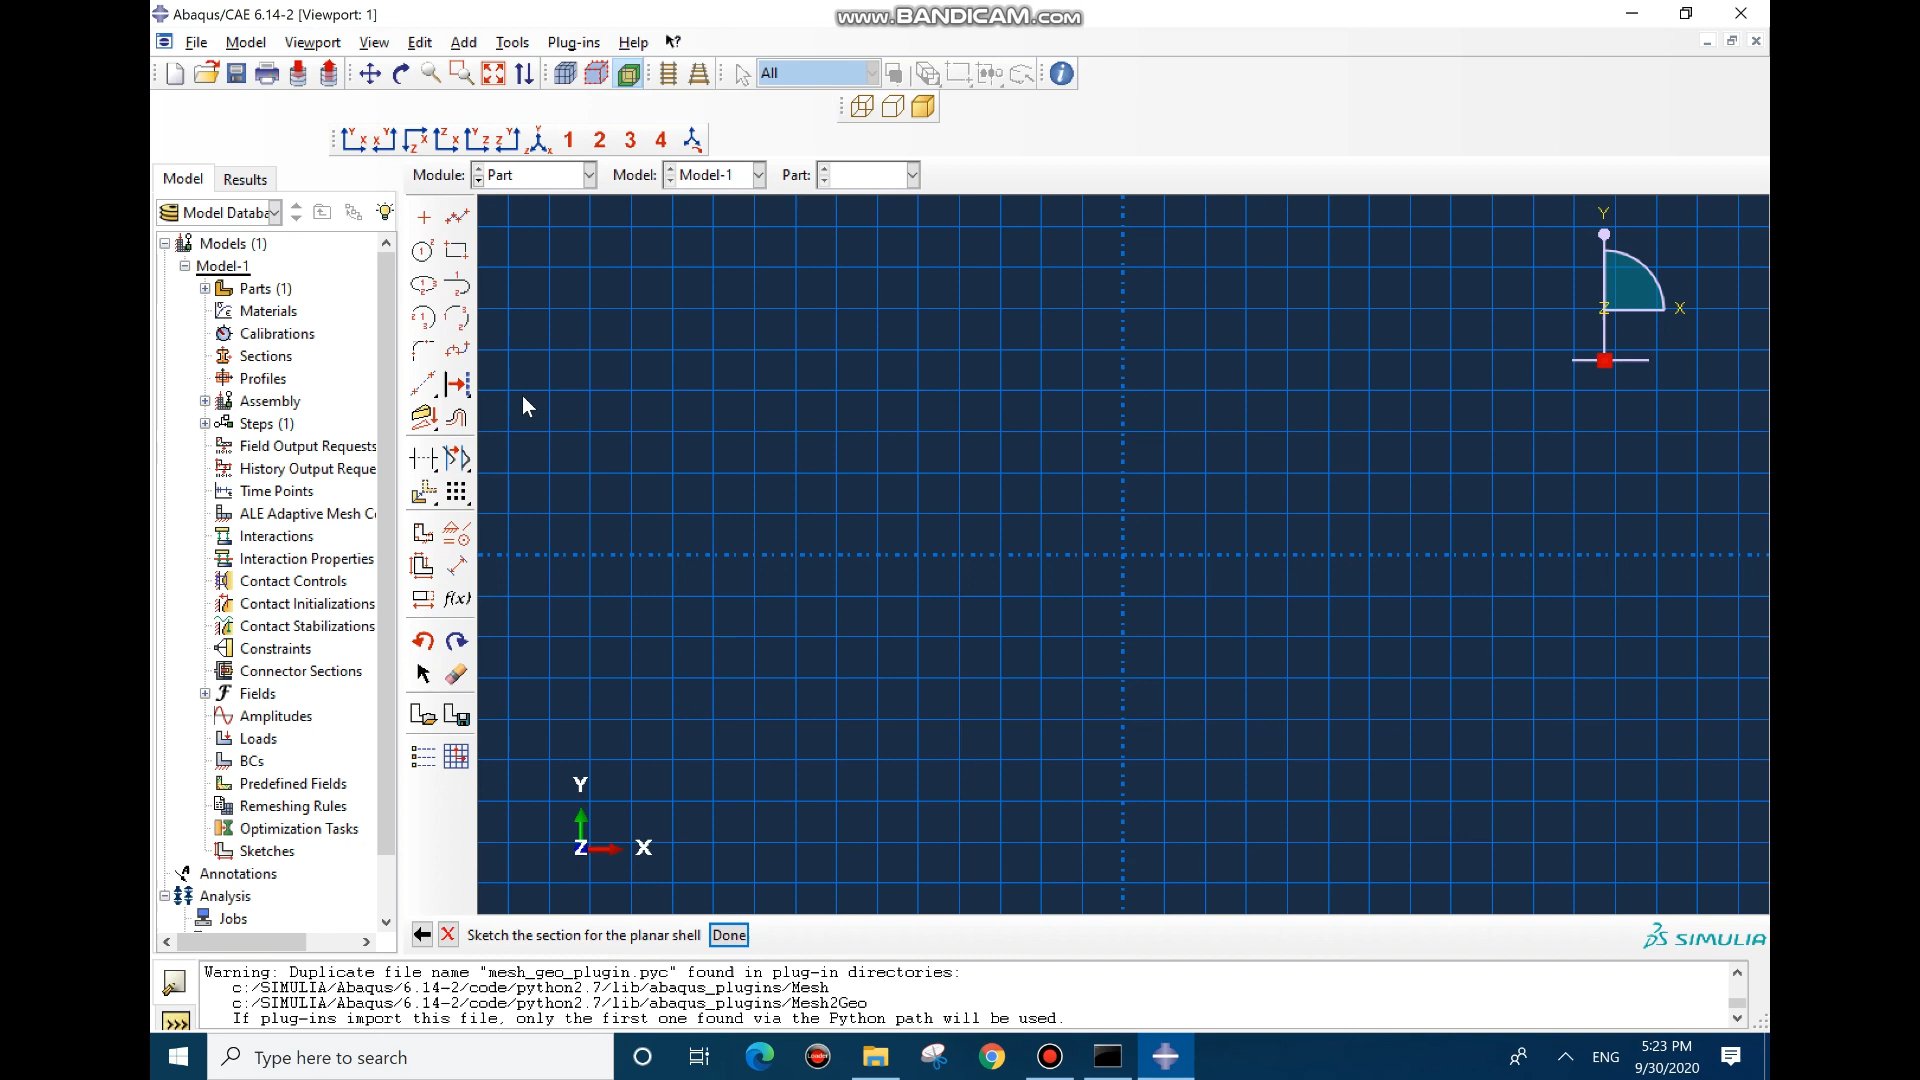 Abaqus/CAE 6.14-2 [Viewport: 1]
www.BANDICAM.com
File Model Viewport View Edit Add Tools Plug-ins Help
All
1 2 3 4
Model Results
Module: Part Model: Model-1 Part:
Model Databa
Models (1)
Model-1
Parts (1)
Materials
Calibrations
Sections
Profiles
Assembly
Steps (1)
Field Output Requests
History Output Reque
Time Points
ALE Adaptive Mesh C
Interactions
Interaction Properties
Contact Controls
Contact Initializations
Contact Stabilizations
Constraints
Connector Sections
Fields
Amplitudes
Loads
BCs
Predefined Fields
Remeshing Rules
Optimization Tasks
Sketches
Annotations
Analysis
Jobs
f(x)
Y
Z X
Y
Z X
Sketch the section for the planar shell Done
SIMULIA
Warning: Duplicate file name "mesh_geo_plugin.pyc" found in plug-in directories:
c:/SIMULIA/Abaqus/6.14-2/code/python2.7/lib/abaqus_plugins/Mesh
c:/SIMULIA/Abaqus/6.14-2/code/python2.7/lib/abaqus_plugins/Mesh2Geo
If plug-ins import this file, only the first one found via the Python path will be used.
Type here to search
ENG
5:23 PM
9/30/2020